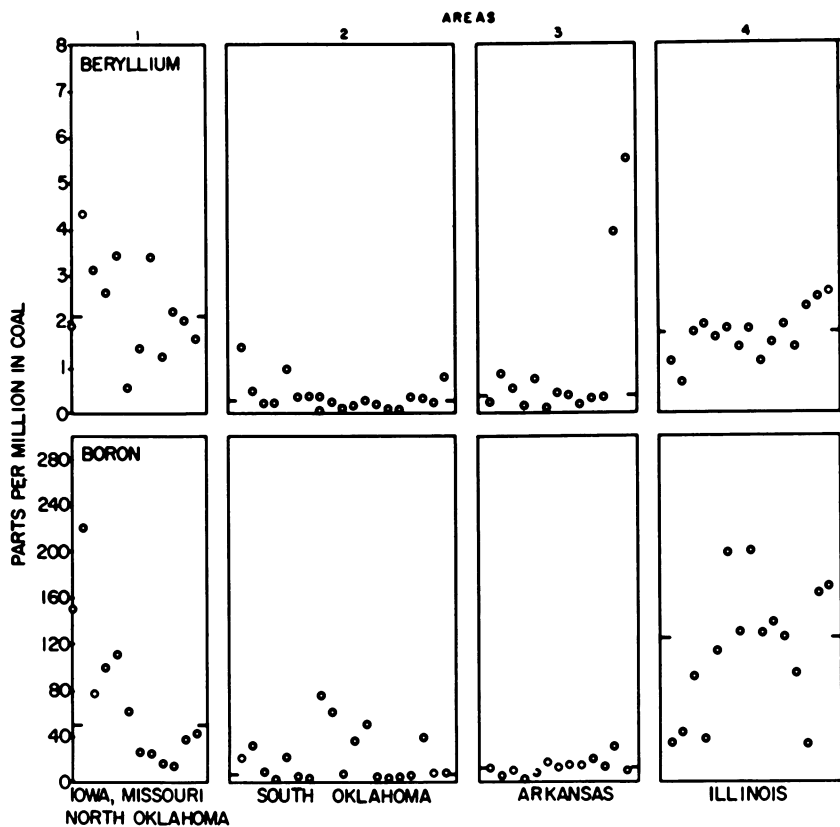 AREAS
1 2 3 4
BERYLLIUM
8
7
6
5
4
3
2
1
0
PARTS PER MILLION IN COAL
BORON
280
240
200
160
120
80
40
0
IOWA, MISSOURI SOUTH OKLAHOMA ARKANSAS ILLINOIS
NORTH OKLAHOMA